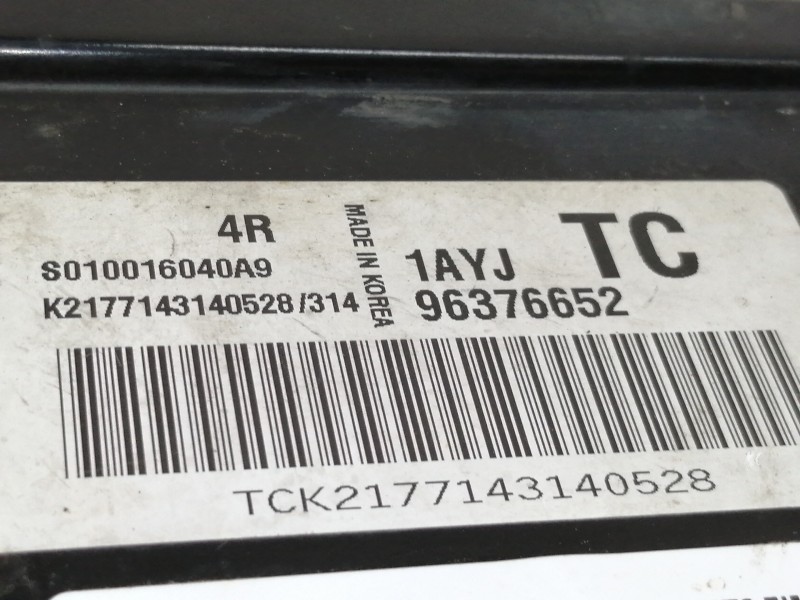 4R
S010016040A9
K2177143140528/314
MADE IN KOREA
1AYJ
TC
96376652
TCK2177143140528